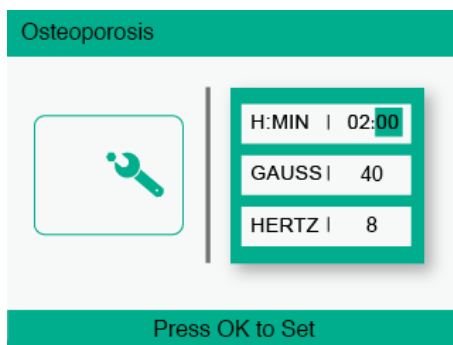 Osteoporosis
H:MIN | 02:00
GAUSS | 40
HERTZ | 8
Press OK to Set